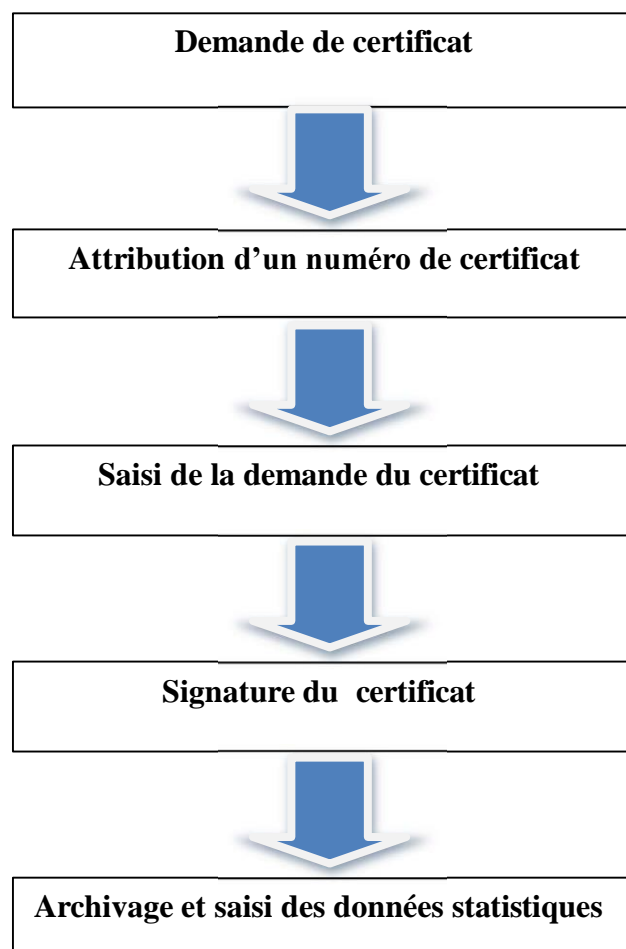 Demande de certificat
Attribution d’un numéro de certificat
Saisi de la demande du certificat
Signature du certificat
Archivage et saisi des données statistiques